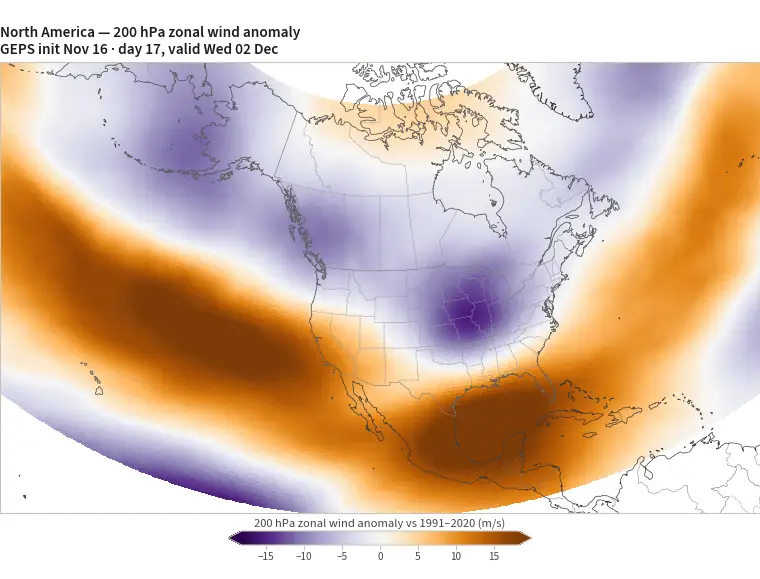 North America — 200 hPa zonal wind anomaly
GEPS init Nov 16 · day 17, valid Wed 02 Dec
200 hPa zonal wind anomaly vs 1991–2020 (m/s)
−15 −10 −5 0 5 10 15